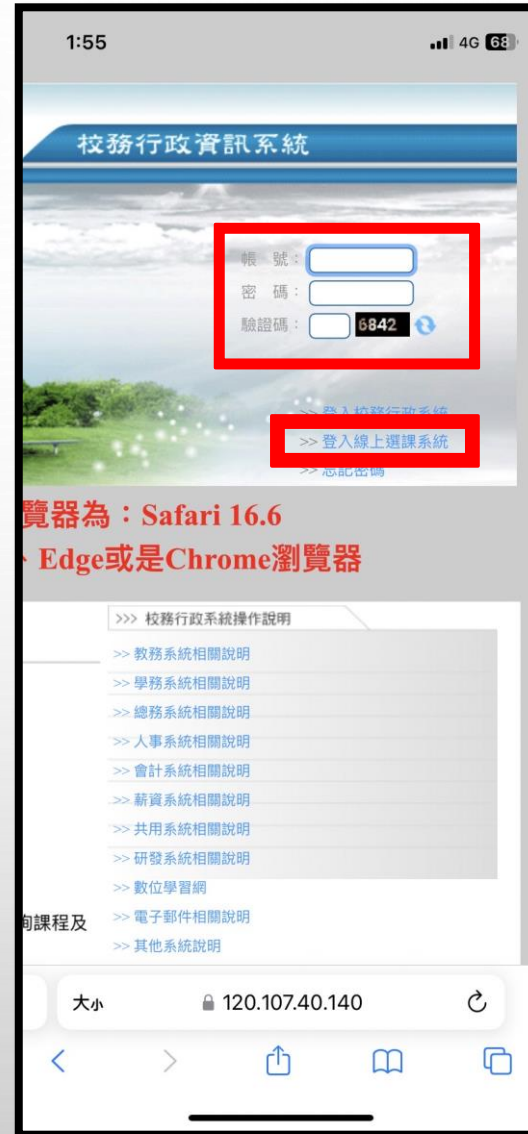 1:55
4G 68
校務行政資訊系統
帳 號：
密 碼：
驗證碼： 6842
>> 登入校務行政系統
>> 登入線上選課系統
>> 忘記密碼
覽器為：Safari 16.6
、Edge或是Chrome瀏覽器
>>> 校務行政系統操作說明
>> 教務系統相關說明
>> 學務系統相關說明
>> 總務系統相關說明
>> 人事系統相關說明
>> 會計系統相關說明
>> 薪資系統相關說明
>> 共用系統相關說明
>> 研發系統相關說明
>> 數位學習網
詢課程及
>> 電子郵件相關說明
>> 其他系統說明
大小
120.107.40.140